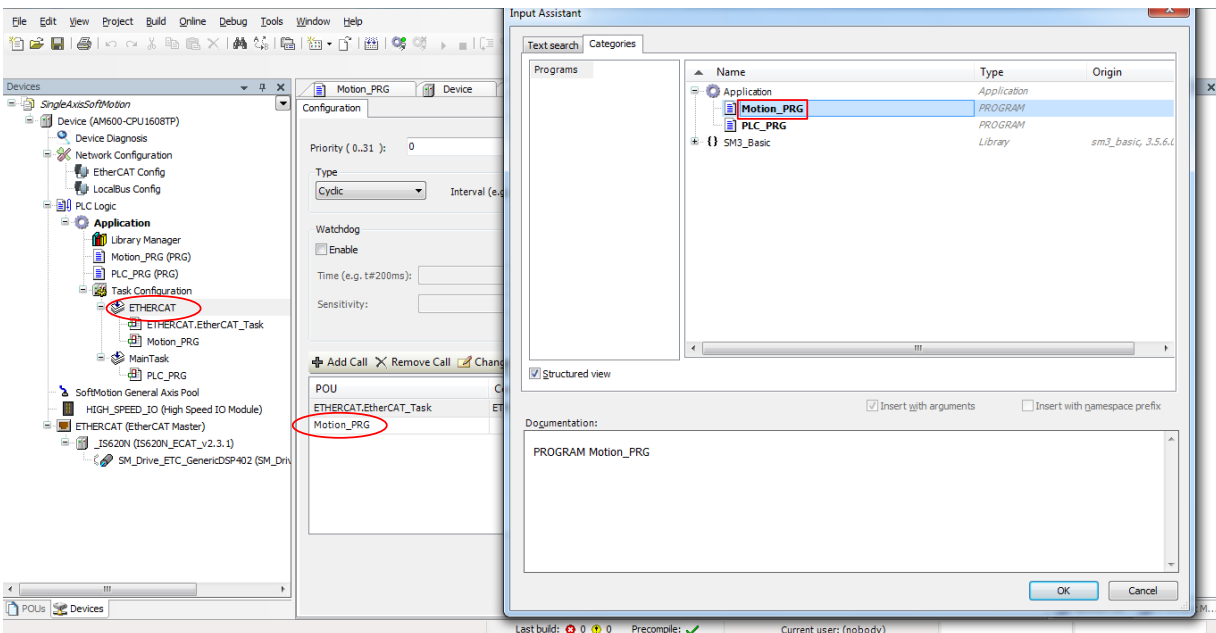 File Edit View Project Build Online Debug Tools Window Help
Devices
SingleAxisSoftMotion
Device (AM600-CPU1608TP)
Device Diagnosis
Network Configuration
EtherCAT Config
LocalBus Config
PLC Logic
Application
Library Manager
Motion_PRG (PRG)
PLC_PRG (PRG)
Task Configuration
ETHERCAT
ETHERCAT.EtherCAT_Task
Motion_PRG
MainTask
PLC_PRG
SoftMotion General Axis Pool
HIGH_SPEED_IO (High Speed IO Module)
ETHERCAT (EtherCAT Master)
_IS620N (IS620N_ECAT_v2.3.1)
SM_Drive_ETC_GenericDSP402 (SM_Driv
POUs Devices
Motion_PRG Device
Configuration
Priority ( 0..31 ): 0
Type
Cyclic Interval (e.g
Watchdog
Enable
Time (e.g. t#200ms):
Sensitivity:
Add Call Remove Call Chang
POU
ETHERCAT.EtherCAT_Task ET
Motion_PRG
Input Assistant
Text search Categories
Programs
Name Type Origin
Application Application
Motion_PRG PROGRAM
PLC_PRG PROGRAM
SM3_Basic Library sm3_basic, 3.5.6.
Structured view
Insert with arguments Insert with namespace prefix
Documentation:
PROGRAM Motion_PRG
OK Cancel
Last build: 0 0 Precompile: Current user: (nobody)